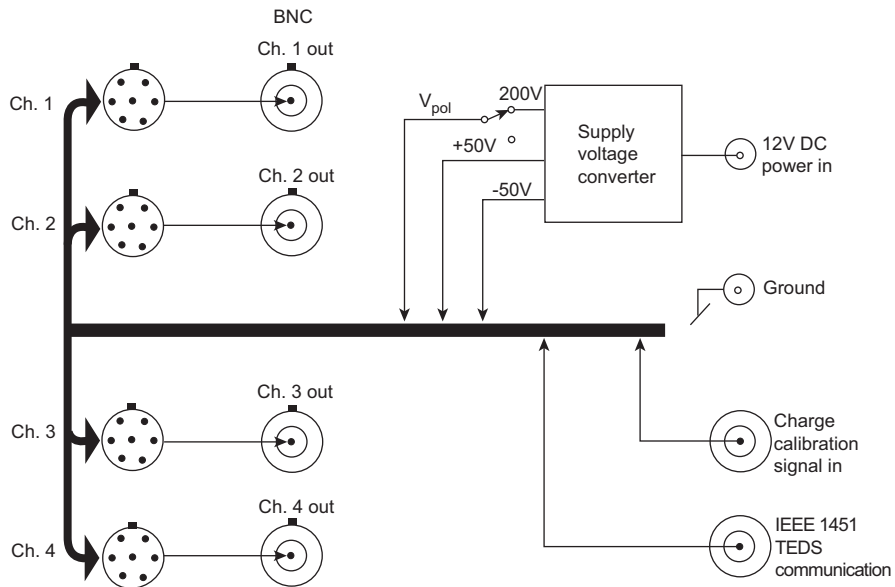 BNC
Ch. 1 out
Ch. 1
Ch. 2 out
Ch. 2
Ch. 3 out
Ch. 3
Ch. 4 out
Ch. 4
Vpol
200V
+50V
-50V
Supply
voltage
converter
12V DC
power in
Ground
Charge
calibration
signal in
IEEE 1451
TEDS
communication